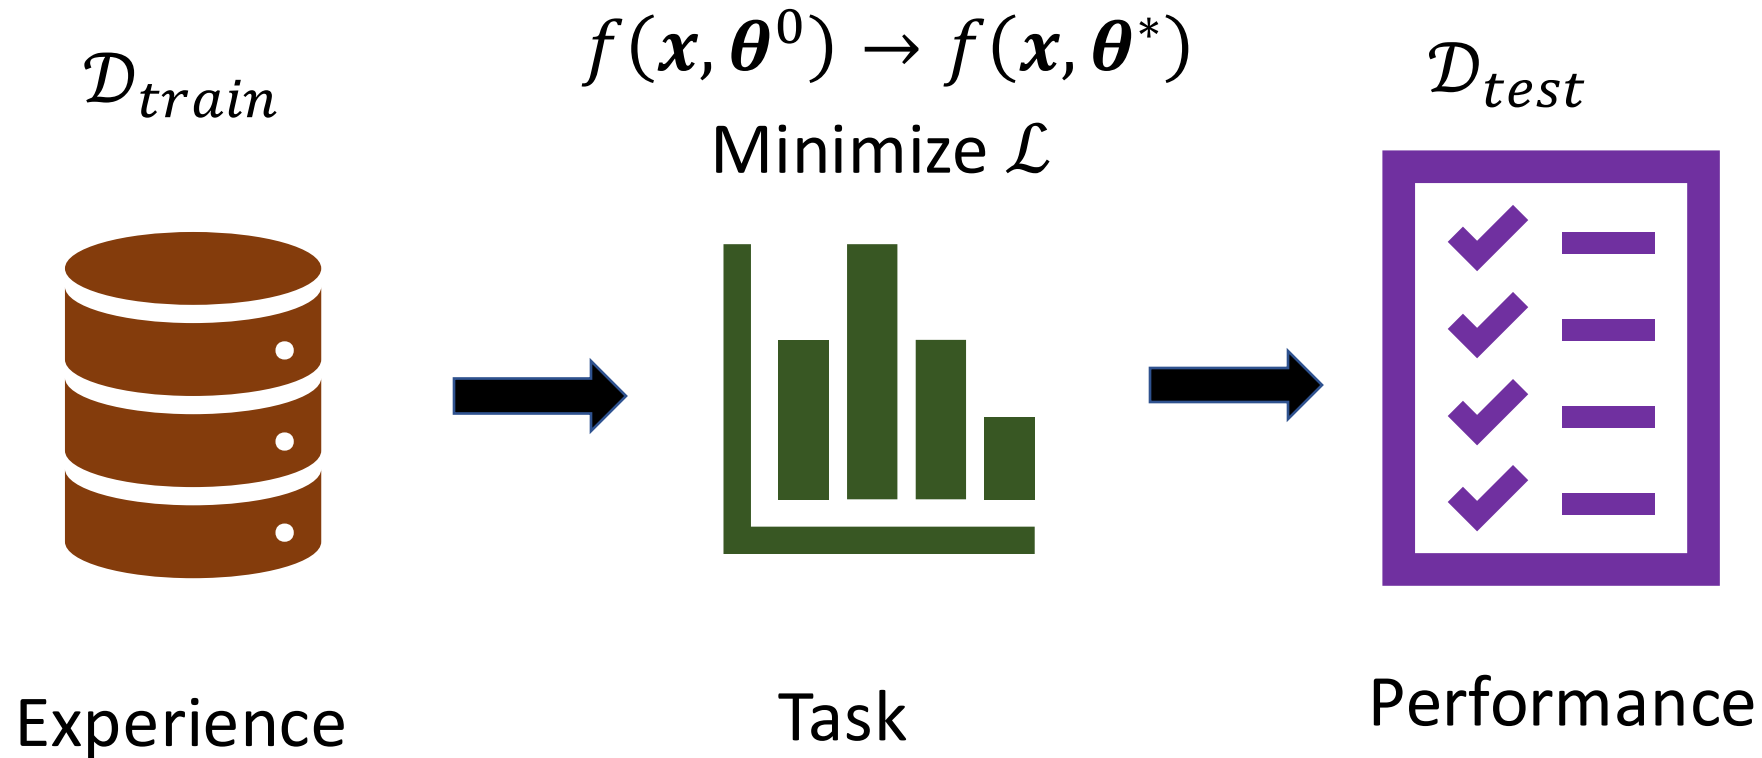 𝒟_train
f(𝒙, 𝜽⁰) → f(𝒙, 𝜽*)
Minimize ℒ
𝒟_test
Experience
Task
Performance